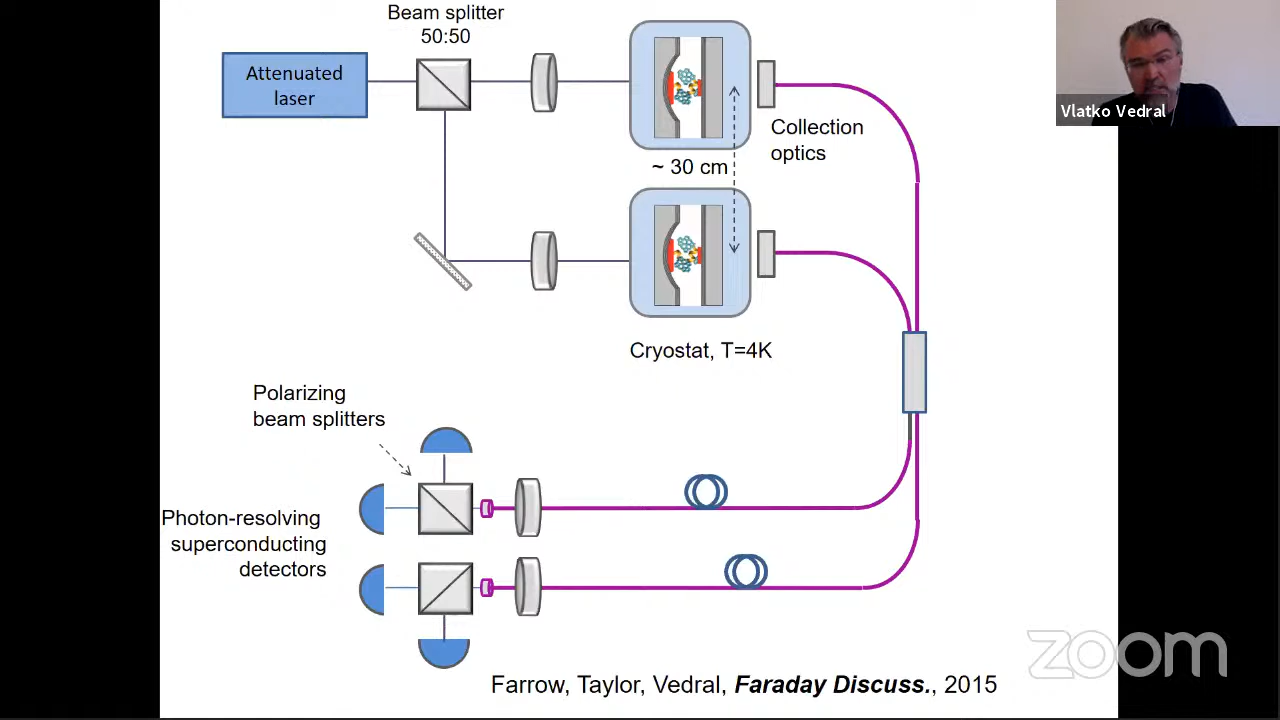 Beam splitter
50:50
Attenuated
laser
Vlatko Vedral
Collection
optics
~ 30 cm
Cryostat, T=4K
Polarizing
beam splitters
Photon-resolving
superconducting
detectors
zoom
Farrow, Taylor, Vedral, Faraday Discuss., 2015